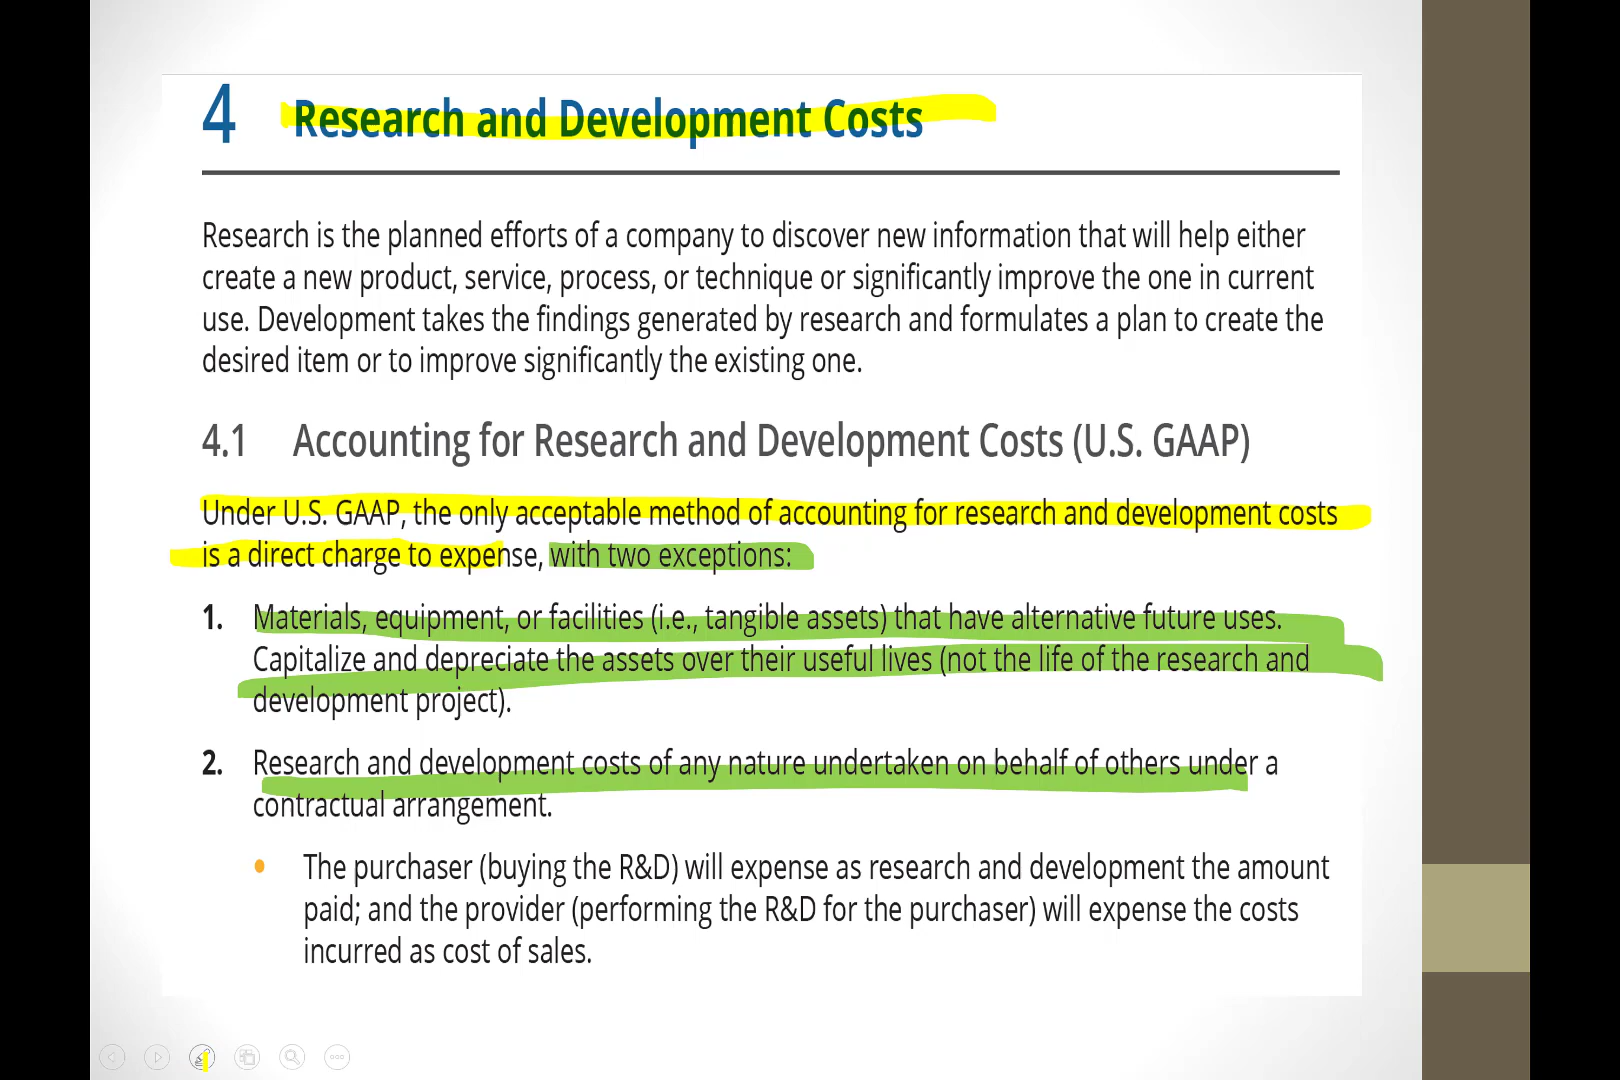 4 Research and Development Costs
Research is the planned efforts of a company to discover new information that will help either
create a new product, service, process, or technique or significantly improve the one in current
use. Development takes the findings generated by research and formulates a plan to create the
desired item or to improve significantly the existing one.
4.1 Accounting for Research and Development Costs (U.S. GAAP)
Under U.S. GAAP, the only acceptable method of accounting for research and development costs
is a direct charge to expense, with two exceptions:
1. Materials, equipment, or facilities (i.e., tangible assets) that have alternative future uses.
Capitalize and depreciate the assets over their useful lives (not the life of the research and
development project).
2. Research and development costs of any nature undertaken on behalf of others under a
contractual arrangement.
• The purchaser (buying the R&D) will expense as research and development the amount
paid; and the provider (performing the R&D for the purchaser) will expense the costs
incurred as cost of sales.